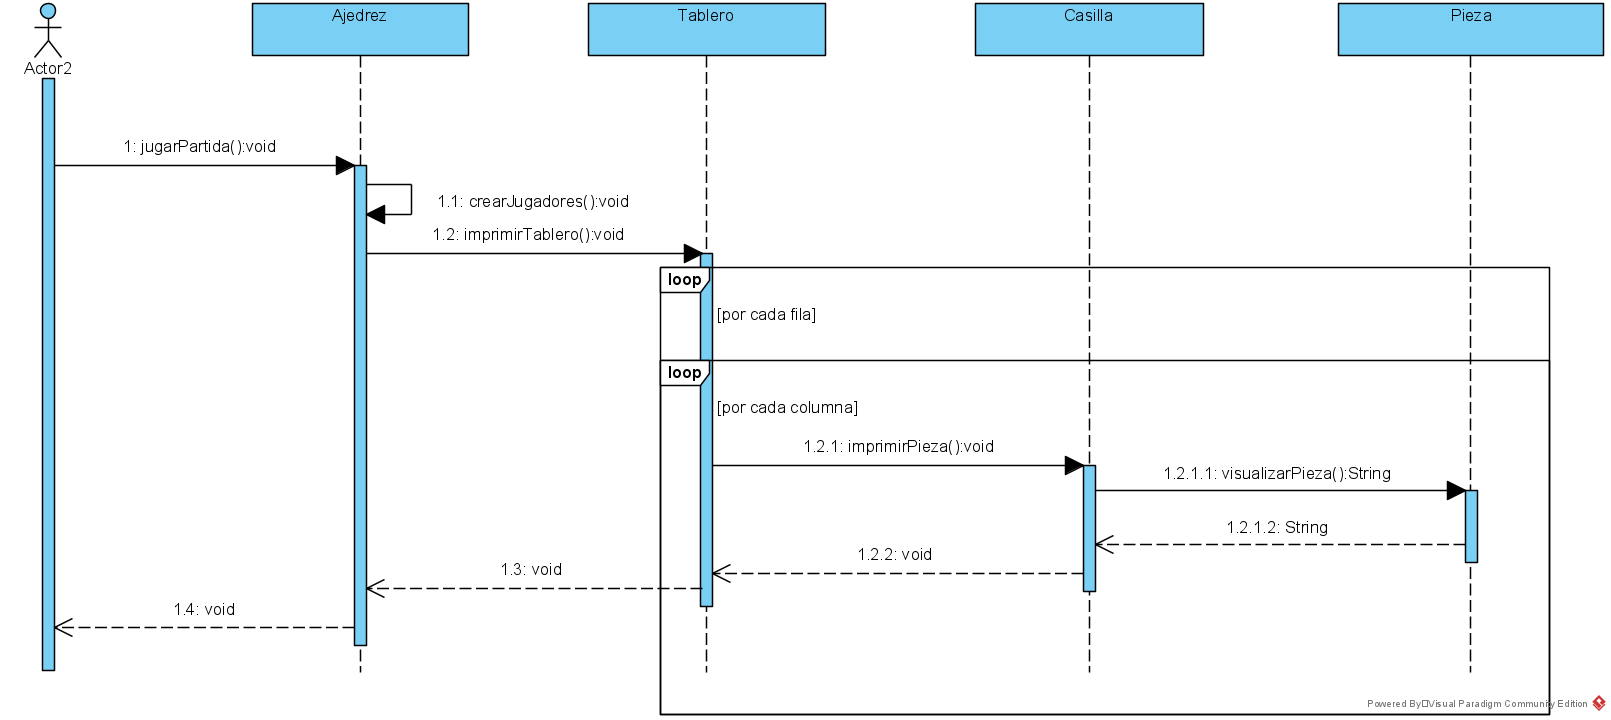 Ajedrez
Tablero
Casilla
Pieza
Actor2
1: jugarPartida():void
1.1: crearJugadores():void
1.2: imprimirTablero():void
loop
[por cada fila]
loop
[por cada columna]
1.2.1: imprimirPieza():void
1.2.1.1: visualizarPieza():String
1.2.1.2: String
1.2.2: void
1.3: void
1.4: void
Powered By□Visual Paradigm Community Edition